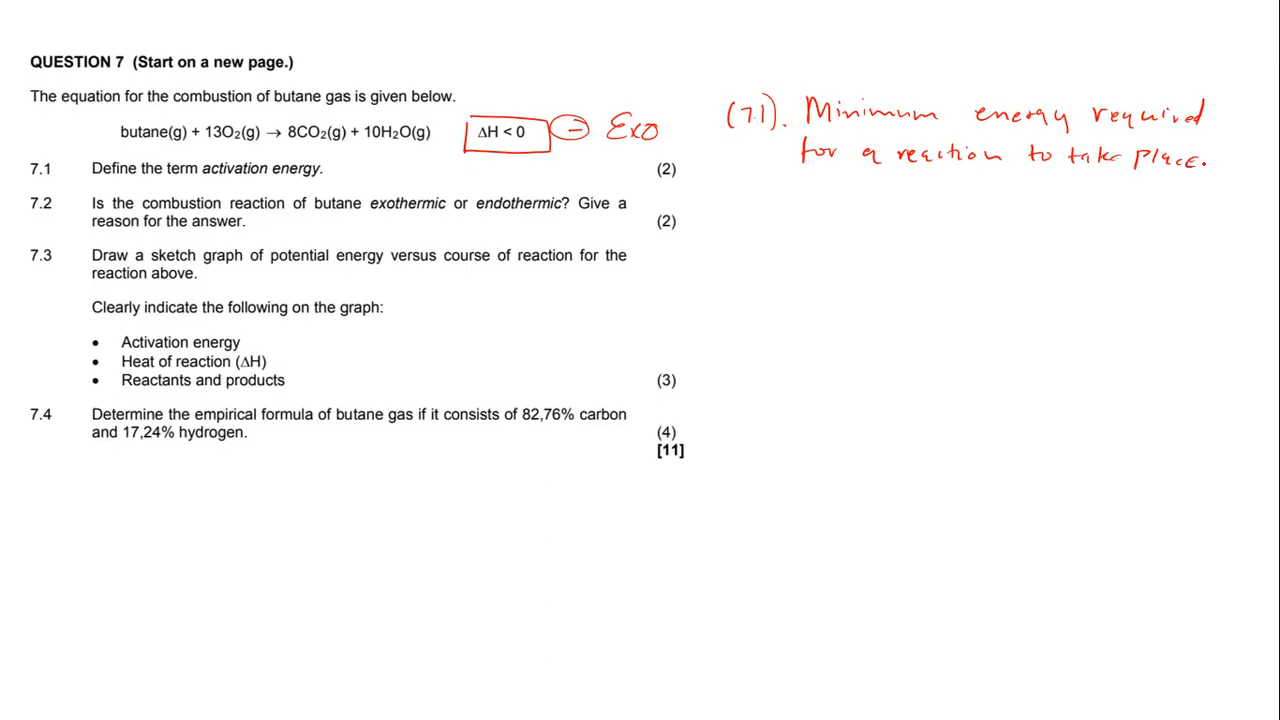 QUESTION 7 (Start on a new page.)
The equation for the combustion of butane gas is given below.
butane(g) + 13O₂(g) → 8CO₂(g) + 10H₂O(g) ΔH < 0 − Exo
7.1 Define the term activation energy. (2)
7.2 Is the combustion reaction of butane exothermic or endothermic? Give a
reason for the answer. (2)
7.3 Draw a sketch graph of potential energy versus course of reaction for the
reaction above.
Clearly indicate the following on the graph:
• Activation energy
• Heat of reaction (ΔH)
• Reactants and products (3)
7.4 Determine the empirical formula of butane gas if it consists of 82,76% carbon
and 17,24% hydrogen. (4)
[11]
(7.1). Minimum energy required
for a reaction to take place.